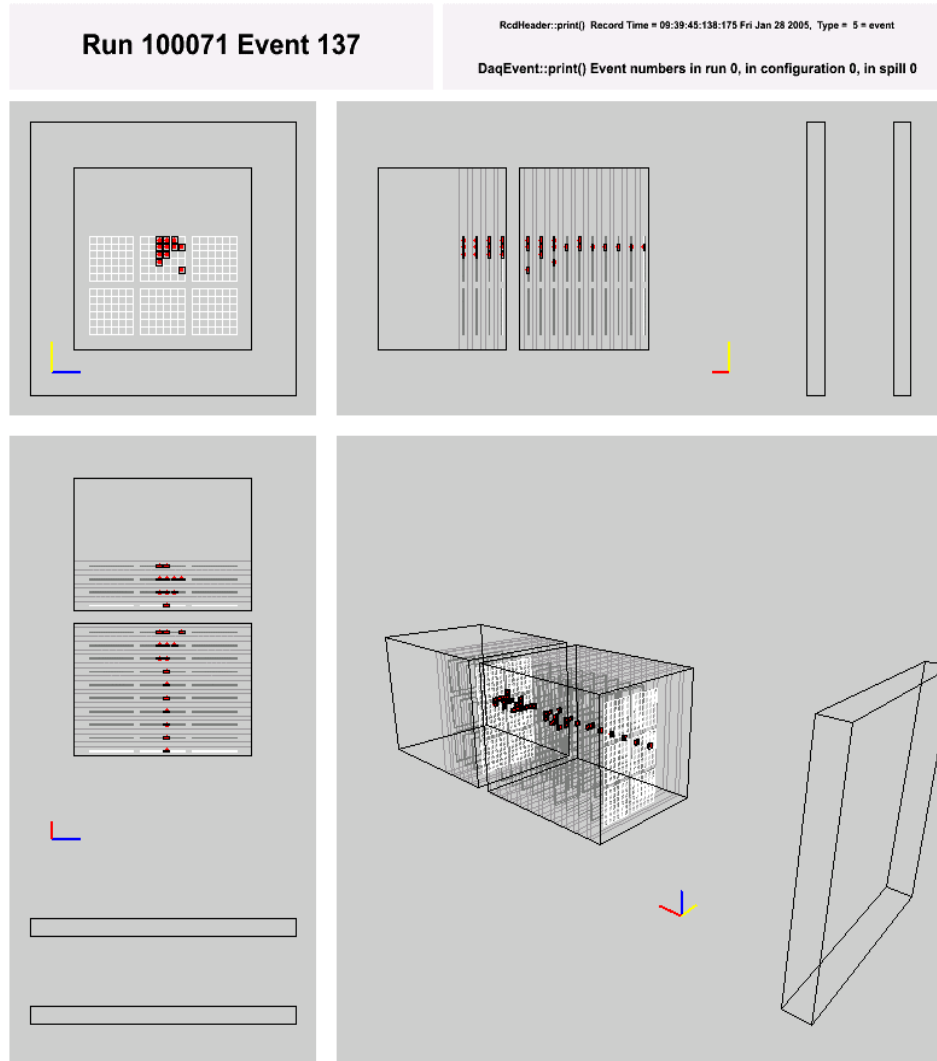 Run 100071 Event 137
RcdHeader::print() Record Time = 09:39:45:138:175 Fri Jan 28 2005, Type = 5 = event
DaqEvent::print() Event numbers in run 0, in configuration 0, in spill 0